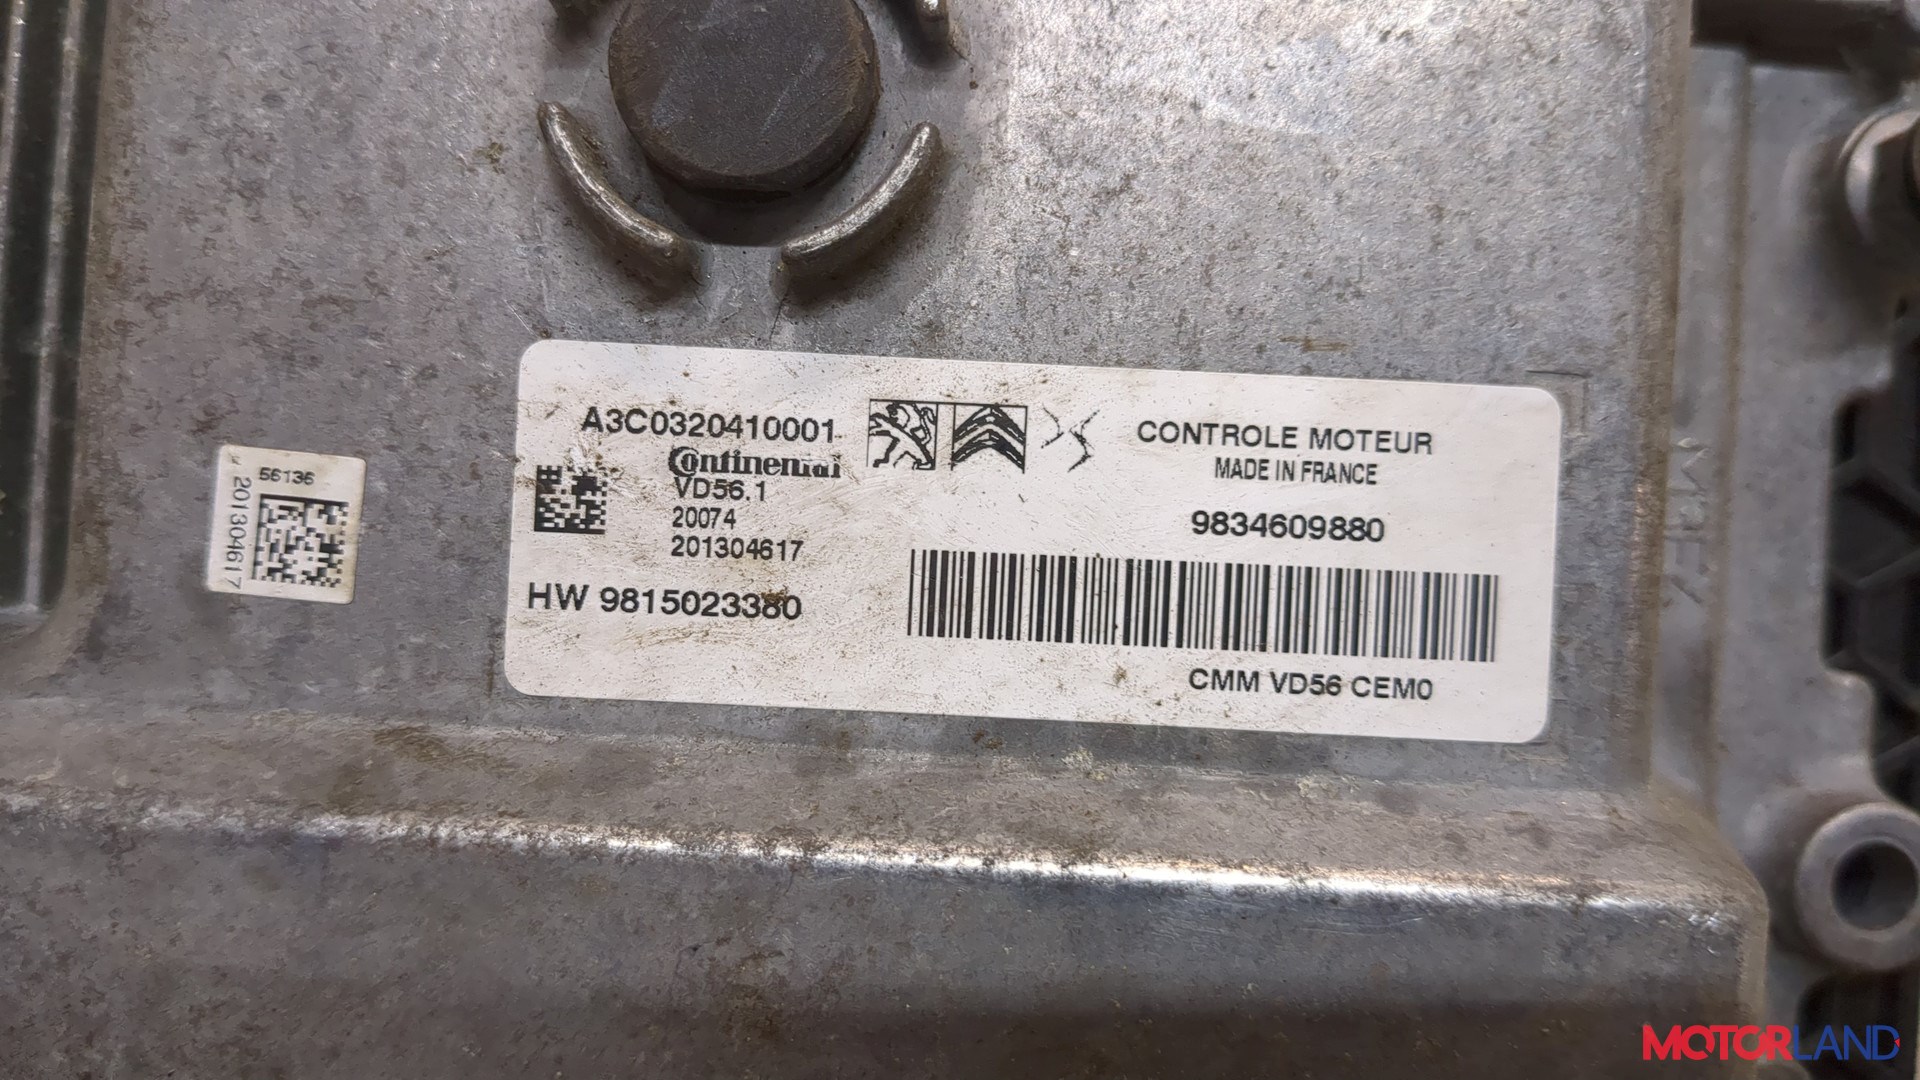 56136
201304617
A3C0320410001
Continental
VD56.1
20074
201304617
HW 9815023380
CONTROLE MOTEUR
MADE IN FRANCE
9834609880
CMM VD56 CEM0
MOTORLAND